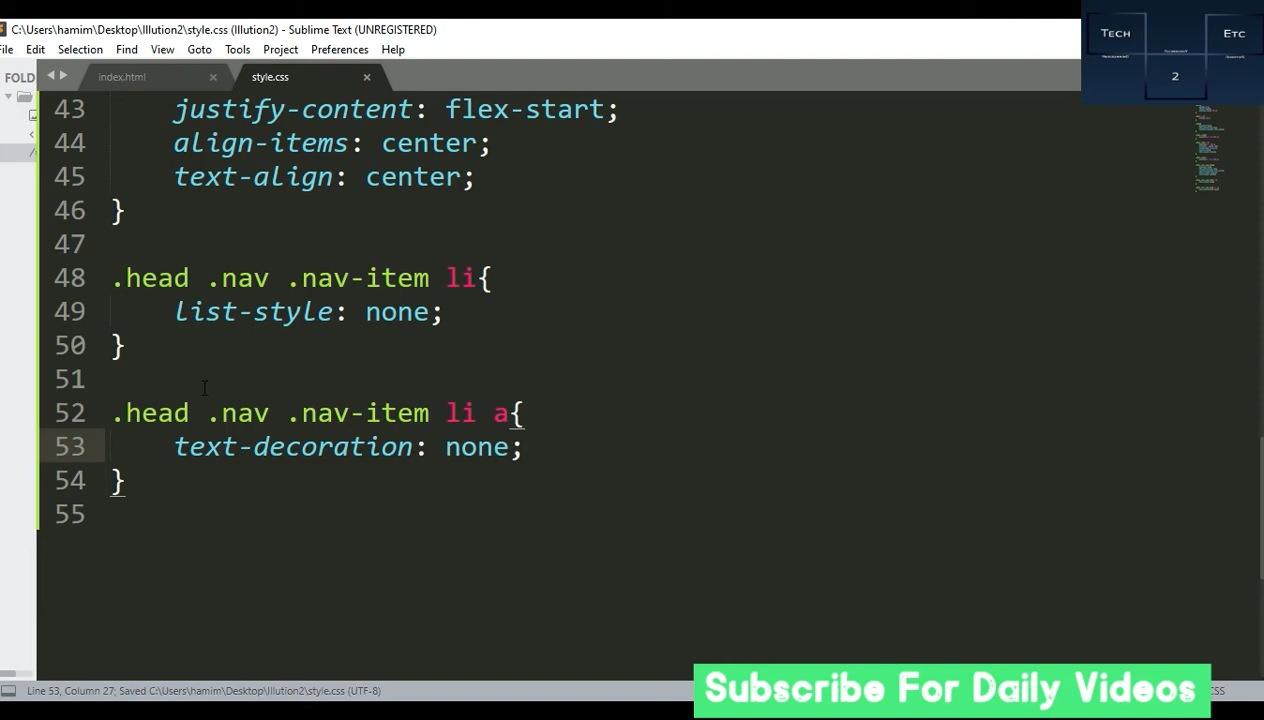 C:\Users\hamim\Desktop\Illution2\style.css (Illution2) - Sublime Text (UNREGISTERED)
File Edit Selection Find View Goto Tools Project Preferences Help
TECH
ETC
2
FOLD
index.html
style.css
43 justify-content: flex-start;
44 align-items: center;
45 text-align: center;
46 }
47
48 .head .nav .nav-item li{
49 list-style: none;
50 }
51
52 .head .nav .nav-item li a{
53 text-decoration: none;
54 }
55
Line 53, Column 27; Saved C:\Users\hamim\Desktop\Illution2\style.css (UTF-8)
Subscribe For Daily Videos
CSS